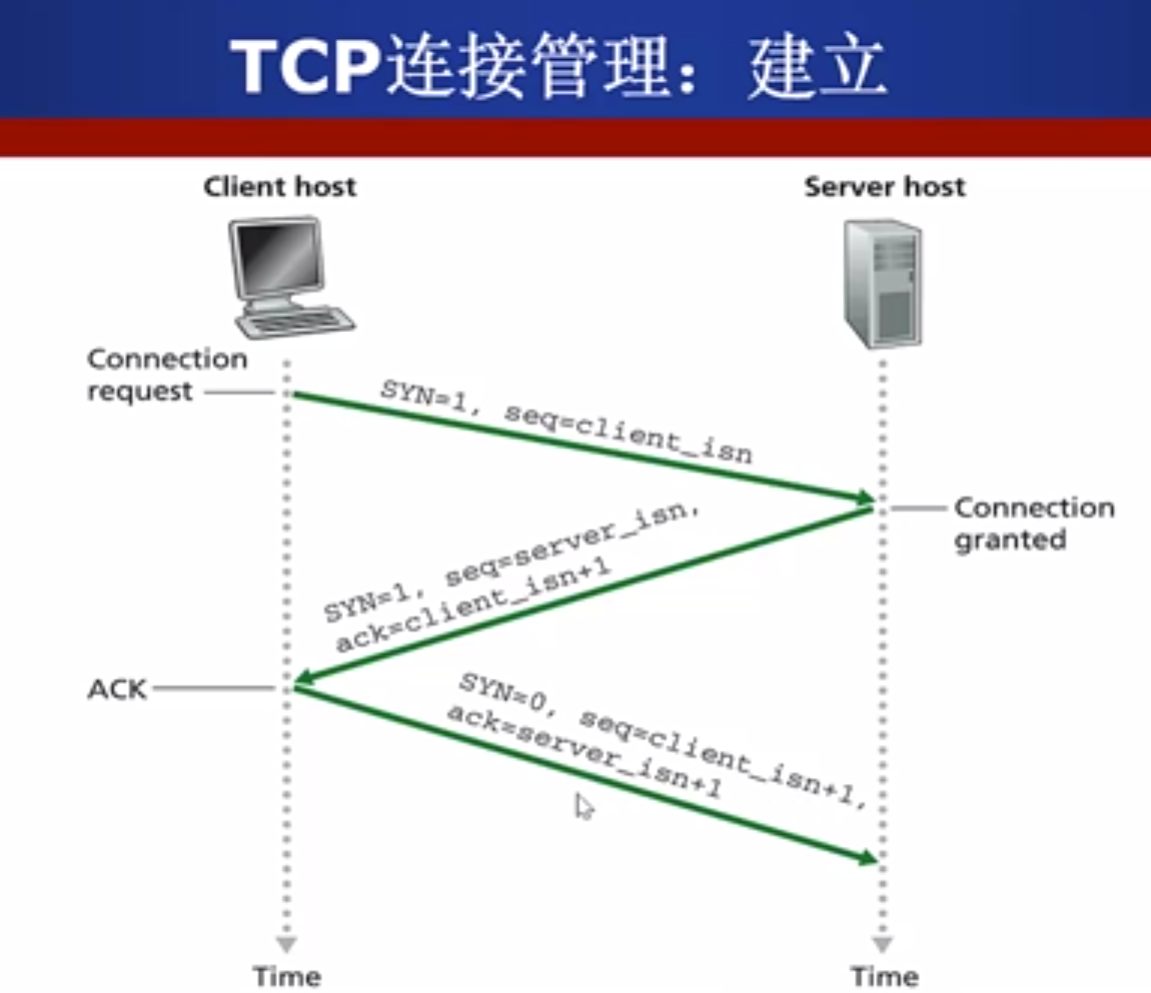 TCP连接管理：建立
Client host
Server host
Connection
request
SYN=1, seq=client_isn
Connection
granted
SYN=1, seq=server_isn,
ack=client_isn+1
ACK
SYN=0, seq=client_isn+1,
ack=server_isn+1
Time
Time